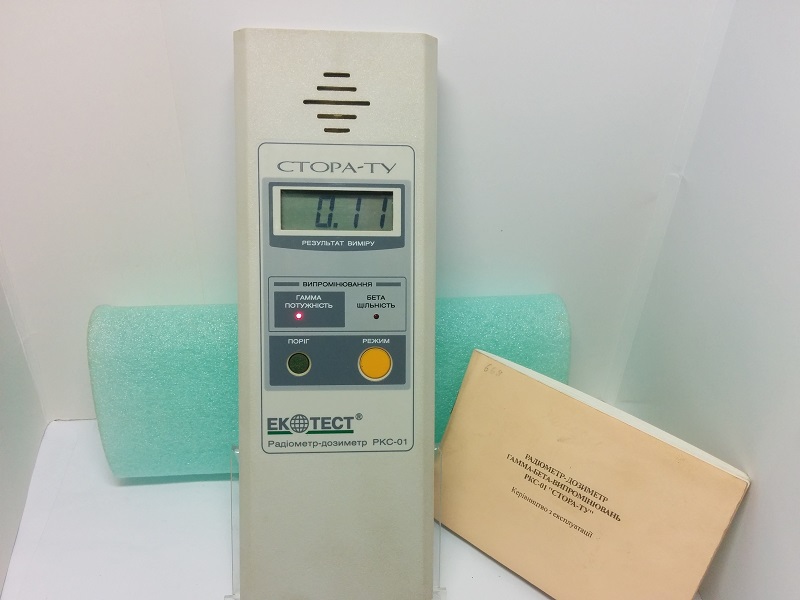 СТОРА-ТУ
0.11
РЕЗУЛЬТАТ ВИМІРУ
ВИПРОМІНЮВАННЯ
ГАММА
ПОТУЖНІСТЬ
БЕТА
ЩІЛЬНІСТЬ
ПОРІГ
РЕЖИМ
ЕКОТЕСТ®
Радіометр-дозиметр РКС-01
РАДІОМЕТР-ДОЗИМЕТР
ГАММА-БЕТА-ВИПРОМІНЮВАНЬ
РКС-01 "СТОРА-ТУ"
Керівництво з експлуатації